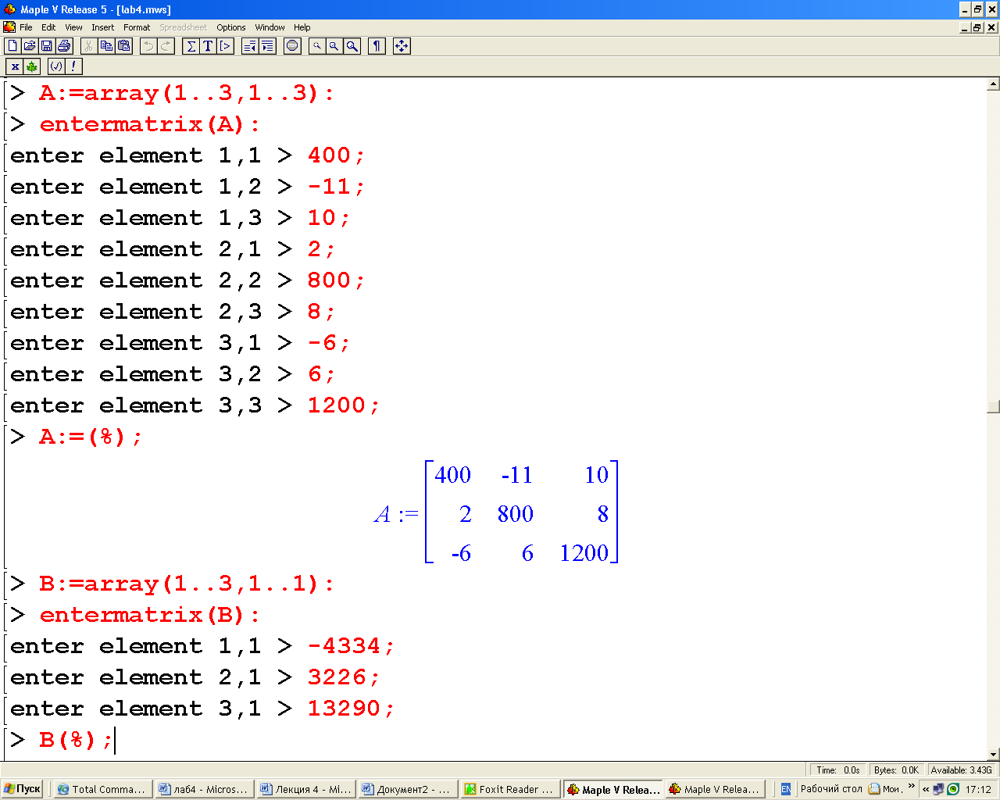 Maple V Release 5 - [lab4.mws]
File Edit View Insert Format Spreadsheet Options Window Help
> A:=array(1..3,1..3):
> entermatrix(A):
enter element 1,1 > 400;
enter element 1,2 > -11;
enter element 1,3 > 10;
enter element 2,1 > 2;
enter element 2,2 > 800;
enter element 2,3 > 8;
enter element 3,1 > -6;
enter element 3,2 > 6;
enter element 3,3 > 1200;
> A:=(%);
400 -11 10
A := 2 800 8
-6 6 1200
> B:=array(1..3,1..1):
> entermatrix(B):
enter element 1,1 > -4334;
enter element 2,1 > 3226;
enter element 3,1 > 13290;
> B(%);
Time: 0.0s Bytes: 0.0K Available: 3.43G
Пуск Total Comma... лаб4 - Micros... Лекция 4 - Mi... Документ2 - ... Foxit Reader ... Maple V Relea... Maple V Relea... EN Рабочий стол Мои . » « 17:12